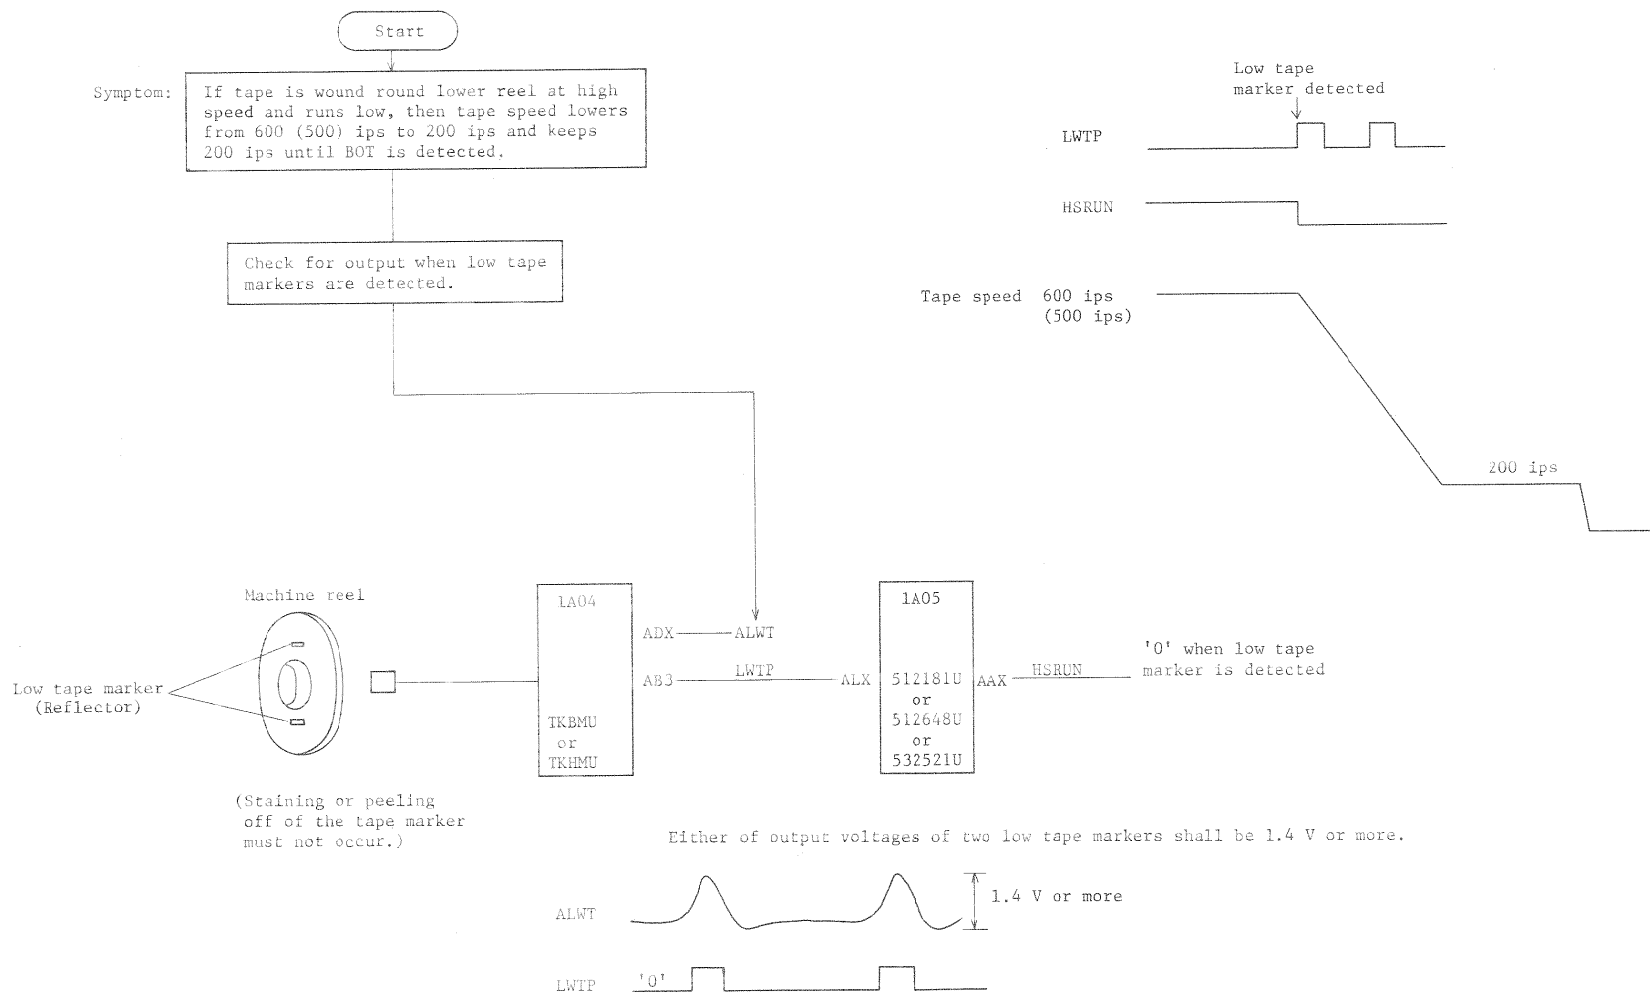 Start
Symptom:
If tape is wound round lower reel at high
speed and runs low, then tape speed lowers
from 600 (500) ips to 200 ips and keeps
200 ips until BOT is detected.
Check for output when low tape
markers are detected.
Low tape
marker detected
LWTP
HSRUN
Tape speed 600 ips
(500 ips)
200 ips
Machine reel
Low tape marker
(Reflector)
(Staining or peeling
off of the tape marker
must not occur.)
1A04
TKBMU
or
TKHMU
ADX
ALWT
AB3
LWTP
ALX
1A05
512181U
or
512648U
or
532521U
AAX
HSRUN
'0' when low tape
marker is detected
Either of output voltages of two low tape markers shall be 1.4 V or more.
ALWT
1.4 V or more
LWTP
'0'